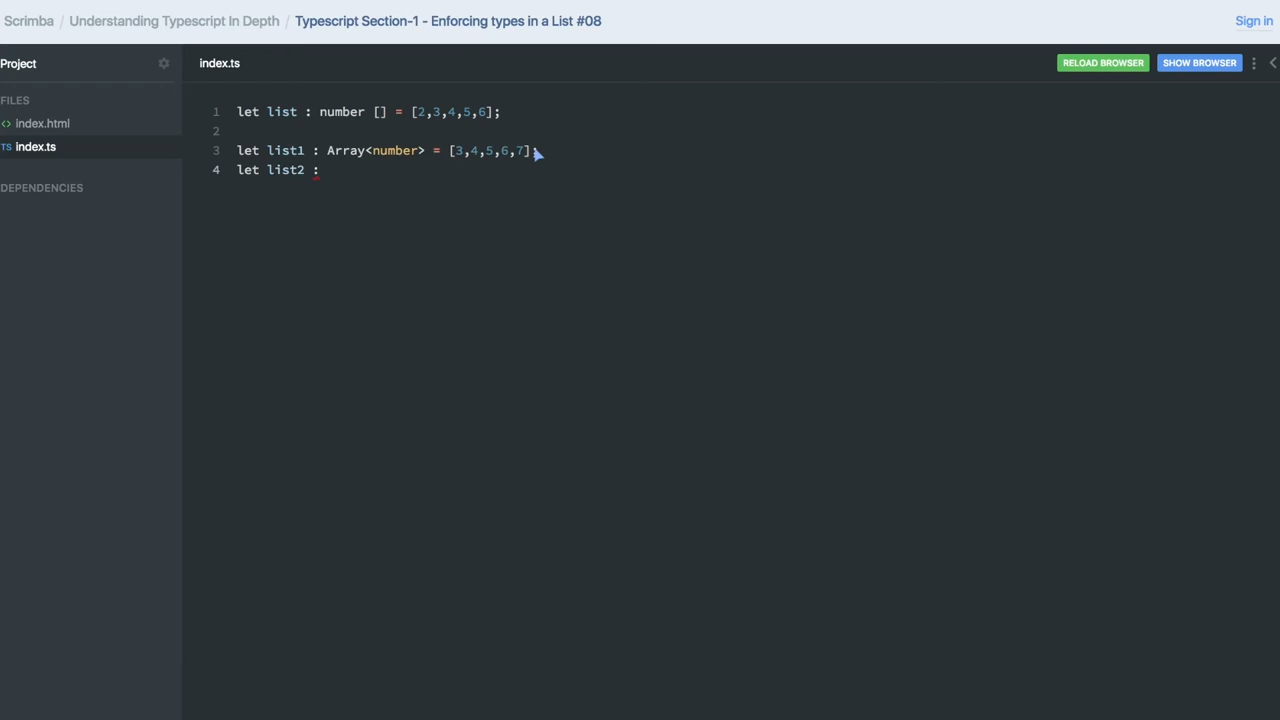 Scrimba / Understanding Typescript In Depth / Typescript Section-1 - Enforcing types in a List #08 Sign in
Project index.ts RELOAD BROWSER SHOW BROWSER
FILES
<> index.html
TS index.ts
DEPENDENCIES
1 let list : number [] = [2,3,4,5,6];
2
3 let list1 : Array<number> = [3,4,5,6,7];
4 let list2 :